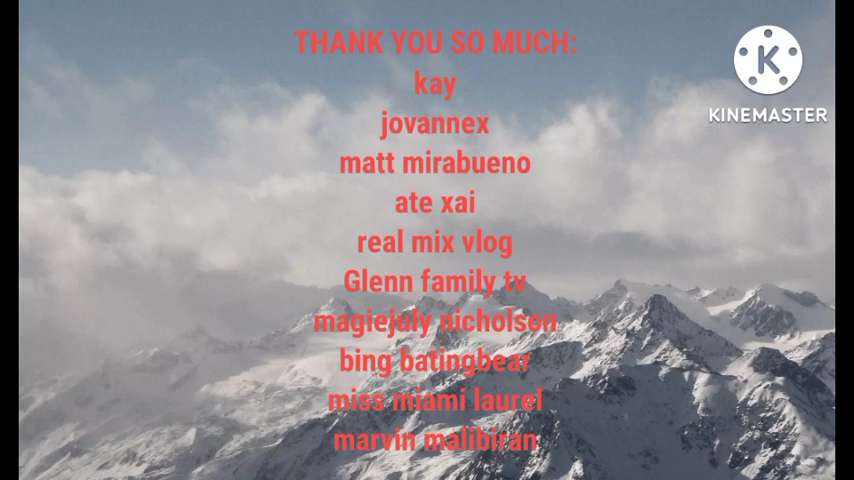 THANK YOU SO MUCH:
kay
jovannex
matt mirabueno
ate xai
real mix vlog
Glenn family tv
magiejuly nicholson
bing batingbear
miss miami laurel
marvin malibiran
K
KINEMASTER